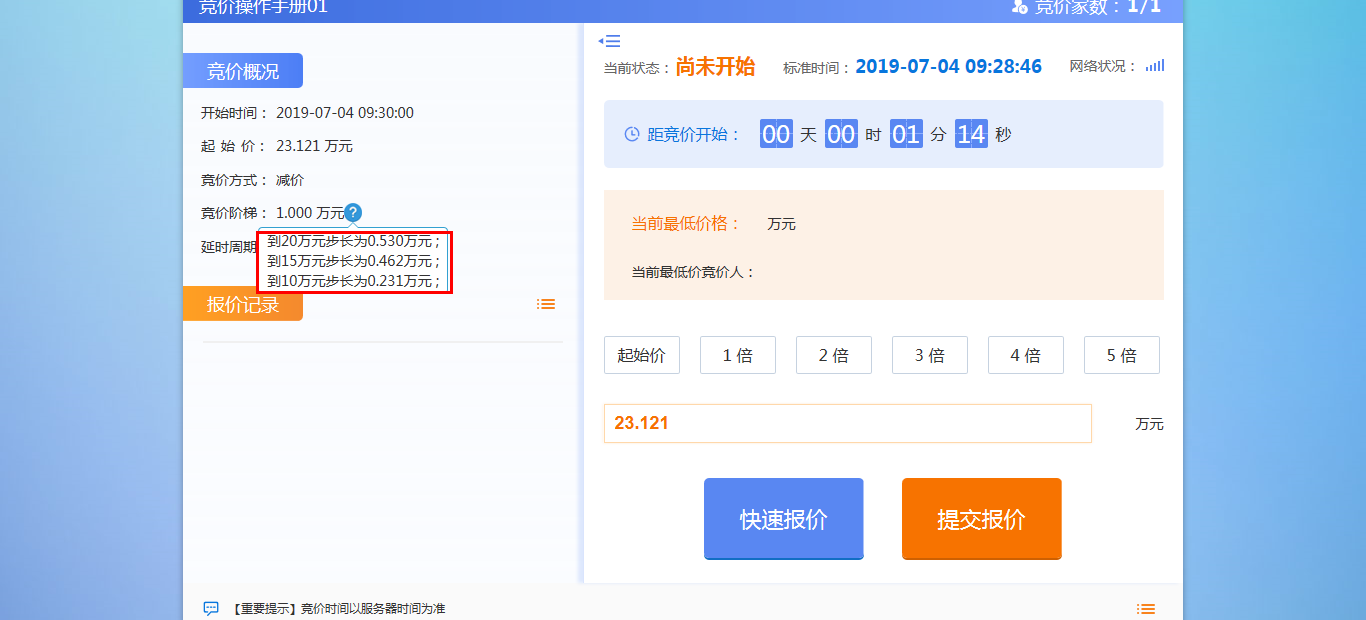 竞价操作手册01
竞价家数：1/1
竞价概况
开始时间： 2019-07-04 09:30:00
起 始 价： 23.121 万元
竞价方式： 减价
竞价阶梯： 1.000 万元 ?
延时周期
到20万元步长为0.530万元；
到15万元步长为0.462万元；
到10万元步长为0.231万元；
报价记录
当前状态：尚未开始 标准时间：2019-07-04 09:28:46 网络状况：
距竞价开始： 00 天 00 时 01 分 14 秒
当前最低价格： 万元
当前最低价竞价人：
起始价 1 倍 2 倍 3 倍 4 倍 5 倍
23.121 万元
快速报价 提交报价
【重要提示】竞价时间以服务器时间为准